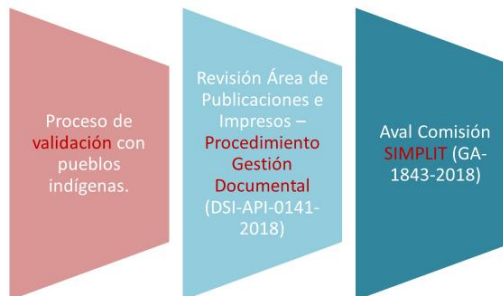 Proceso de
validación con
pueblos
indígenas.
Revisión Área de
Publicaciones e
Impresos –
Procedimiento
Gestión
Documental
(DSI-API-0141-
2018)
Aval Comisión
SIMPLIT (GA-
1843-2018)